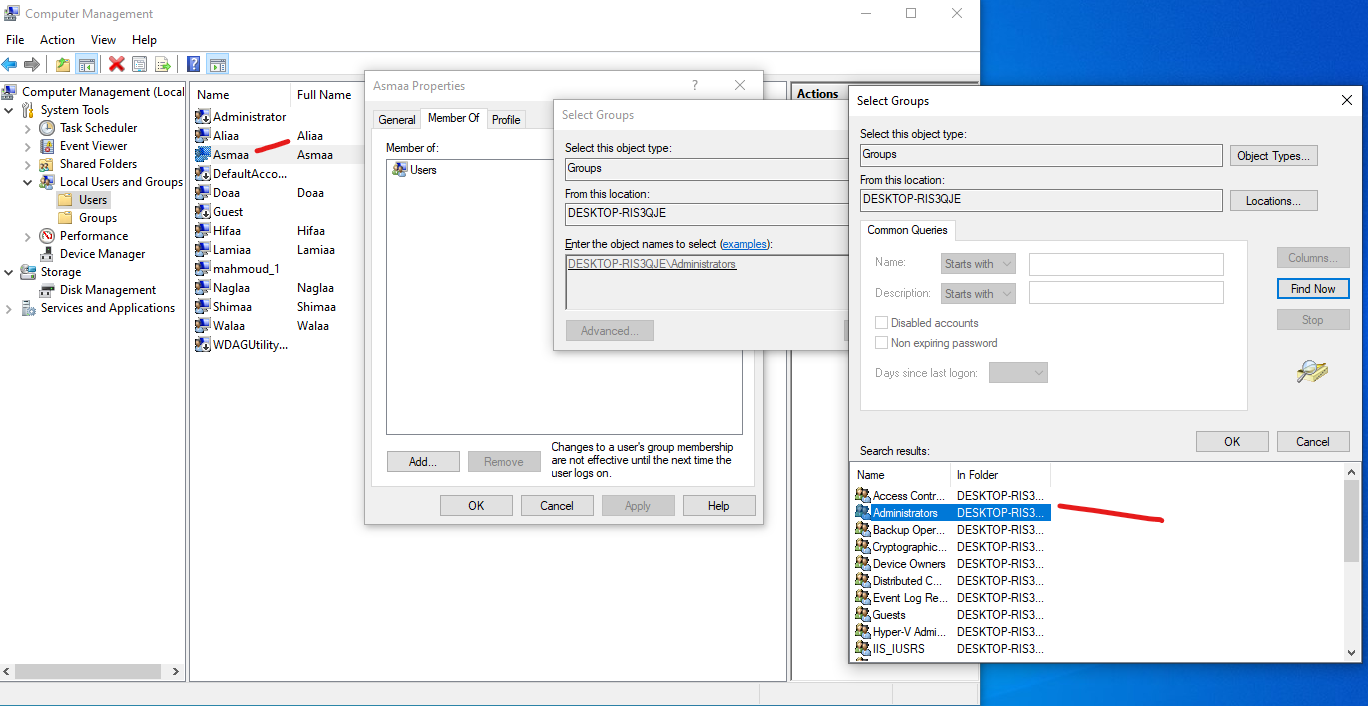 Computer Management
File Action View Help
Computer Management (Local
System Tools
Task Scheduler
Event Viewer
Shared Folders
Local Users and Groups
Users
Groups
Performance
Device Manager
Storage
Disk Management
Services and Applications
Name Full Name
Administrator
Aliaa Aliaa
Asmaa Asmaa
DefaultAcco...
Doaa Doaa
Guest
Hifaa Hifaa
Lamiaa Lamiaa
mahmoud_1
Naglaa Naglaa
Shimaa Shimaa
Walaa Walaa
WDAGUtility...
Actions
Asmaa Properties
?
General Member Of Profile
Member of:
Users
Add... Remove
Changes to a user's group membership
are not effective until the next time the
user logs on.
OK Cancel Apply Help
Select Groups
Select this object type:
Groups
From this location:
DESKTOP-RIS3QJE
Enter the object names to select (examples):
DESKTOP-RIS3QJE\Administrators
Advanced...
Select Groups
Select this object type:
Groups Object Types...
From this location:
DESKTOP-RIS3QJE Locations...
Common Queries
Name: Starts with
Description: Starts with
Disabled accounts
Non expiring password
Days since last logon:
Columns...
Find Now
Stop
OK Cancel
Search results:
Name In Folder
Access Contr... DESKTOP-RIS3...
Administrators DESKTOP-RIS3...
Backup Oper... DESKTOP-RIS3...
Cryptographic... DESKTOP-RIS3...
Device Owners DESKTOP-RIS3...
Distributed C... DESKTOP-RIS3...
Event Log Re... DESKTOP-RIS3...
Guests DESKTOP-RIS3...
Hyper-V Admi... DESKTOP-RIS3...
IIS_IUSRS DESKTOP-RIS3...